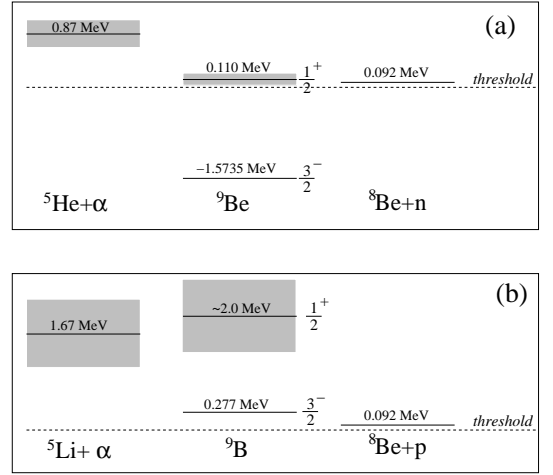 (a)
0.87 MeV
0.110 MeV 1/2⁺ 0.092 MeV
threshold
−1.5735 MeV 3/2⁻
⁵He+α ⁹Be ⁸Be+n
(b)
~2.0 MeV 1/2⁺
1.67 MeV
0.277 MeV 3/2⁻ 0.092 MeV
threshold
⁵Li+ α ⁹B ⁸Be+p